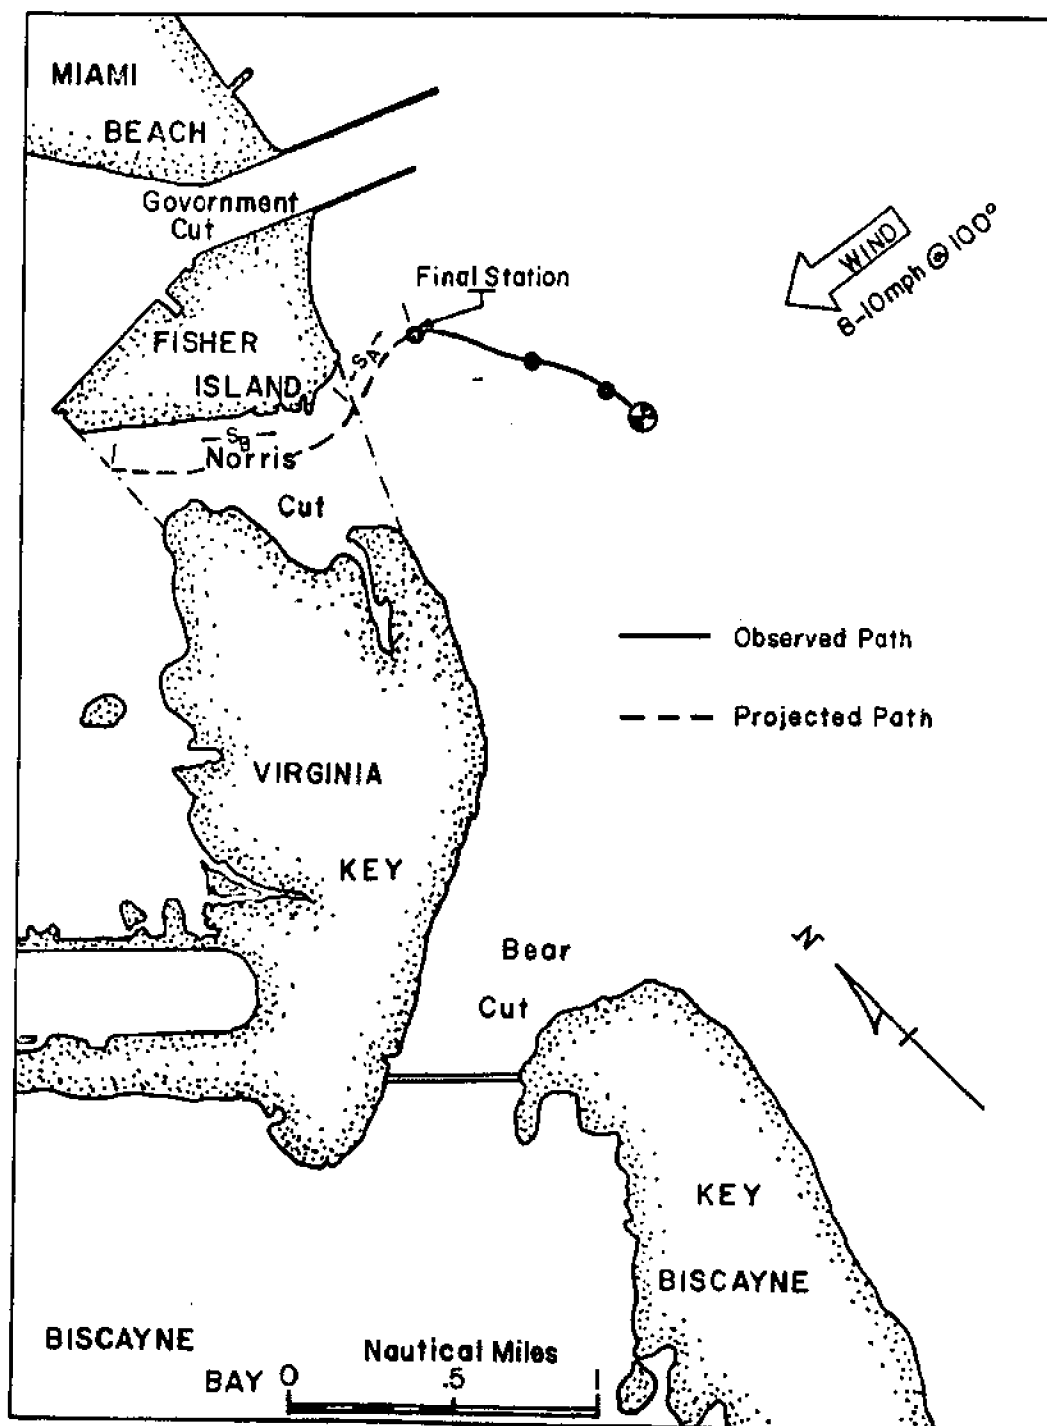 MIAMI
BEACH
Government
Cut
WIND
8-10mph @ 100°
Final Station
FISHER
ISLAND
SA
SB
Norris
Cut
Observed Path
Projected Path
VIRGINIA
KEY
Bear
Cut
N
KEY
BISCAYNE
BISCAYNE
BAY
Nautical Miles
0 .5 1